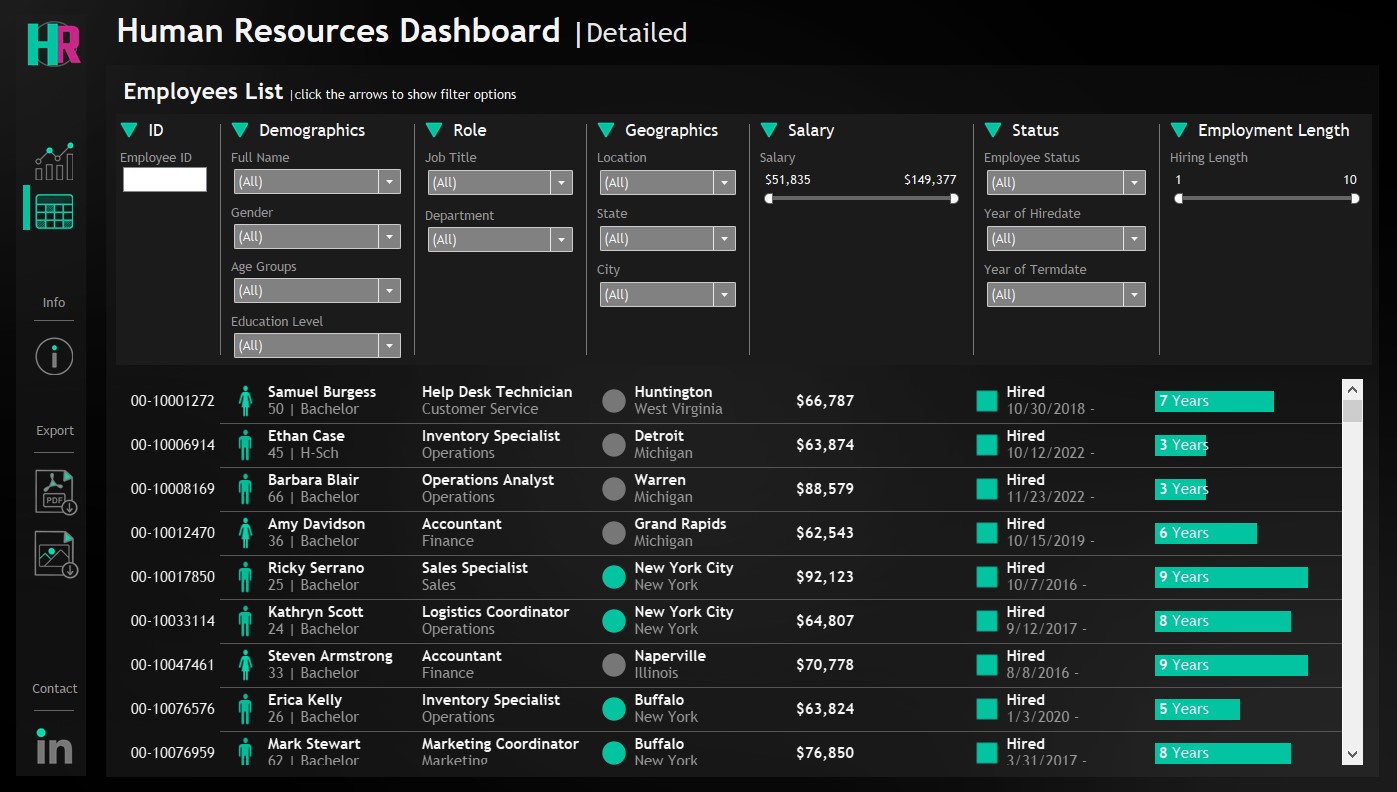 HR
Human Resources Dashboard | Detailed
Employees List | click the arrows to show filter options
ID
Employee ID
Demographics
Full Name
(All)
Gender
(All)
Age Groups
(All)
Education Level
(All)
Role
Job Title
(All)
Department
(All)
Geographics
Location
(All)
State
(All)
City
(All)
Salary
Salary
$51,835 $149,377
Status
Employee Status
(All)
Year of Hiredate
(All)
Year of Termdate
(All)
Employment Length
Hiring Length
1 10
Info
i
Export
PDF
Contact
in
00-10001272 Samuel Burgess Help Desk Technician Huntington $66,787 Hired 7 Years
50 | Bachelor Customer Service West Virginia 10/30/2018 -
00-10006914 Ethan Case Inventory Specialist Detroit $63,874 Hired 3 Years
45 | H-Sch Operations Michigan 10/12/2022 -
00-10008169 Barbara Blair Operations Analyst Warren $88,579 Hired 3 Years
66 | Bachelor Operations Michigan 11/23/2022 -
00-10012470 Amy Davidson Accountant Grand Rapids $62,543 Hired 6 Years
36 | Bachelor Finance Michigan 10/15/2019 -
00-10017850 Ricky Serrano Sales Specialist New York City $92,123 Hired 9 Years
25 | Bachelor Sales New York 10/7/2016 -
00-10033114 Kathryn Scott Logistics Coordinator New York City $64,807 Hired 8 Years
24 | Bachelor Operations New York 9/12/2017 -
00-10047461 Steven Armstrong Accountant Naperville $70,778 Hired 9 Years
33 | Bachelor Finance Illinois 8/8/2016 -
00-10076576 Erica Kelly Inventory Specialist Buffalo $63,824 Hired 5 Years
26 | Bachelor Operations New York 1/3/2020 -
00-10076959 Mark Stewart Marketing Coordinator Buffalo $76,850 Hired 8 Years
62 | Bachelor Marketing New York 3/31/2017 -